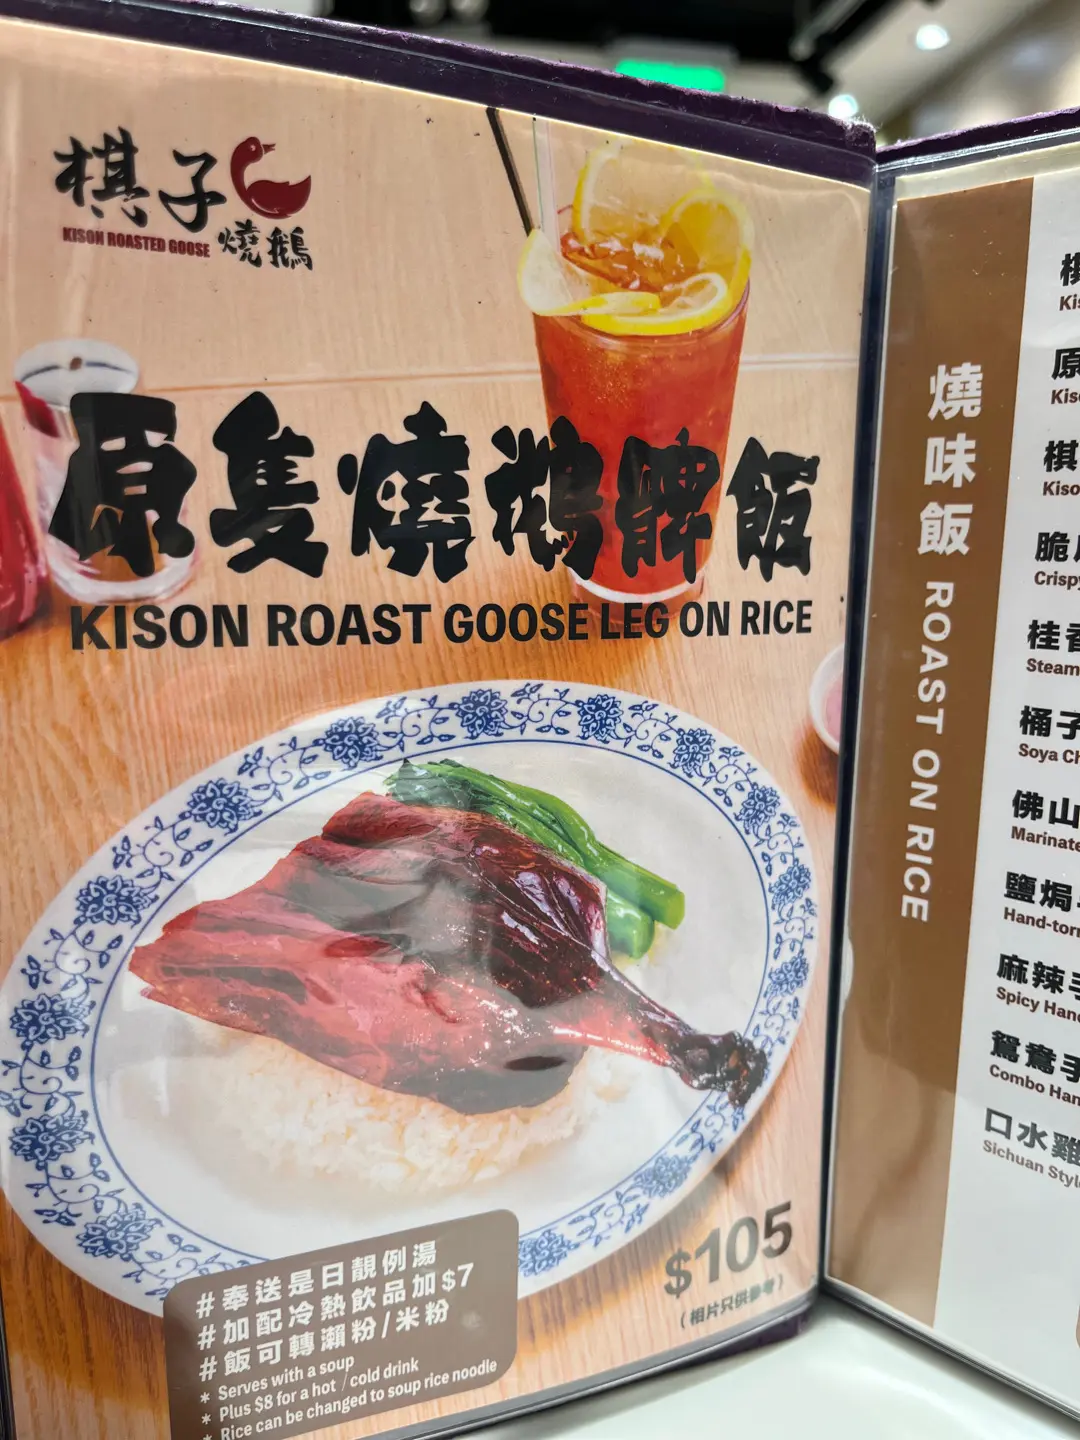 棋子
KISON ROASTED GOOSE
燒鵝
原隻燒鵝髀飯
KISON ROAST GOOSE LEG ON RICE
$105
(相片只供參考)
#奉送是日靚例湯
#加配冷熱飲品加$7
#飯可轉瀨粉/米粉
* Serves with a soup
* Plus $8 for a hot / cold drink
* Rice can be changed to soup rice noodle
燒味飯 ROAST ON RICE
棋
Kis
原
Kiso
棋
Kiso
脆
Crispy
桂香
Steam
桶子
Soya Ch
佛山
Marinate
鹽焗
Hand-torn
麻辣手
Spicy Hand
鴛鴦手
Combo Han
口水雞
Sichuan Style